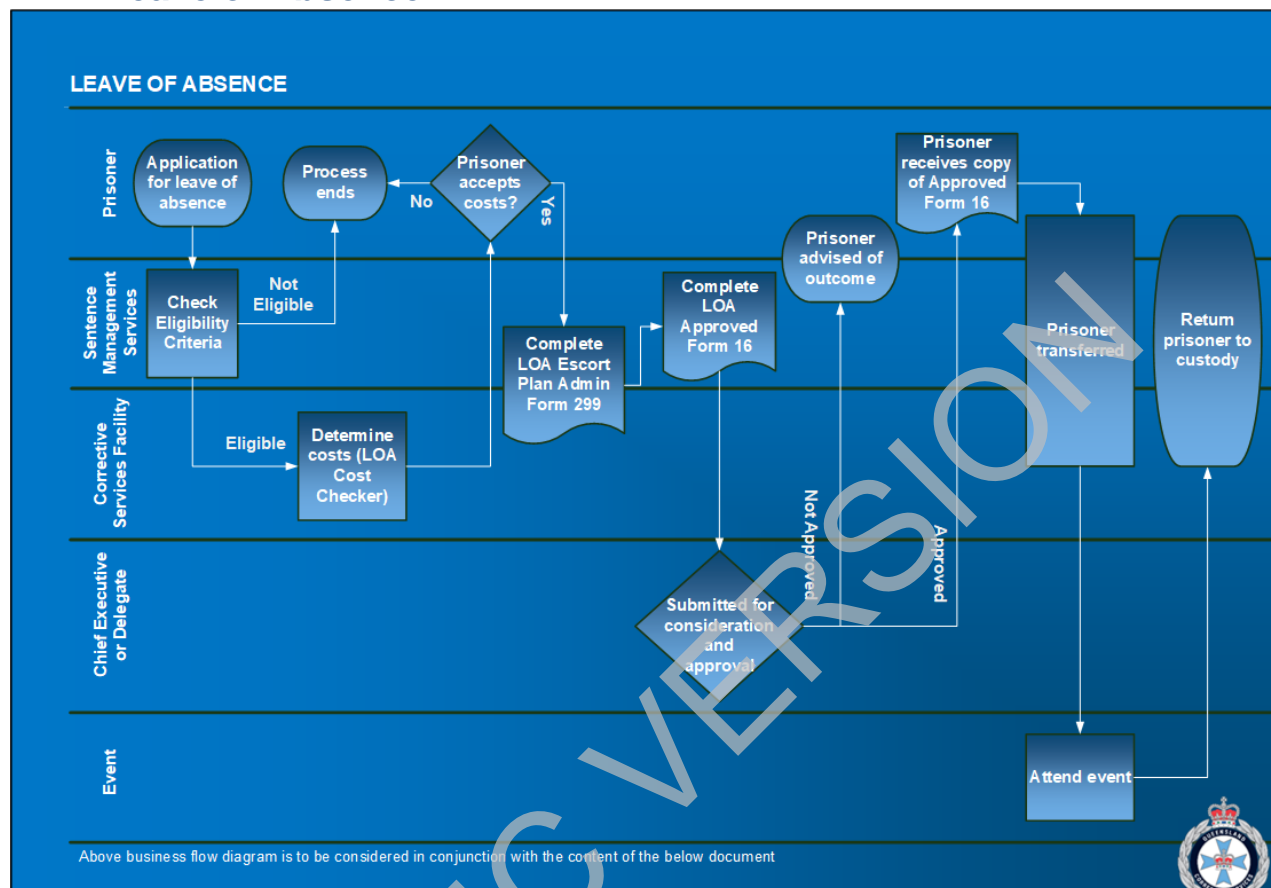 LEAVE OF ABSENCE
Prisoner
Application
for leave of
absence
Process
ends
No
Prisoner
accepts
costs?
Yes
Prisoner
receives copy
of Approved
Form 16
Prisoner
advised of
outcome
Sentence
Management
Services
Check
Eligibility
Criteria
Not
Eligible
Complete
LOA Escort
Plan Admin
Form 299
Complete
LOA
Approved
Form 16
Prisoner
transferred
Return
prisoner to
custody
Corrective
Services Facility
Eligible
Determine
costs (LOA
Cost
Checker)
Not Approved
Approved
Chief Executive
or Delegate
Submitted for
consideration
and
approval
Event
Attend event
Above business flow diagram is to be considered in conjunction with the content of the below document
VERSION
QUEENSLAND